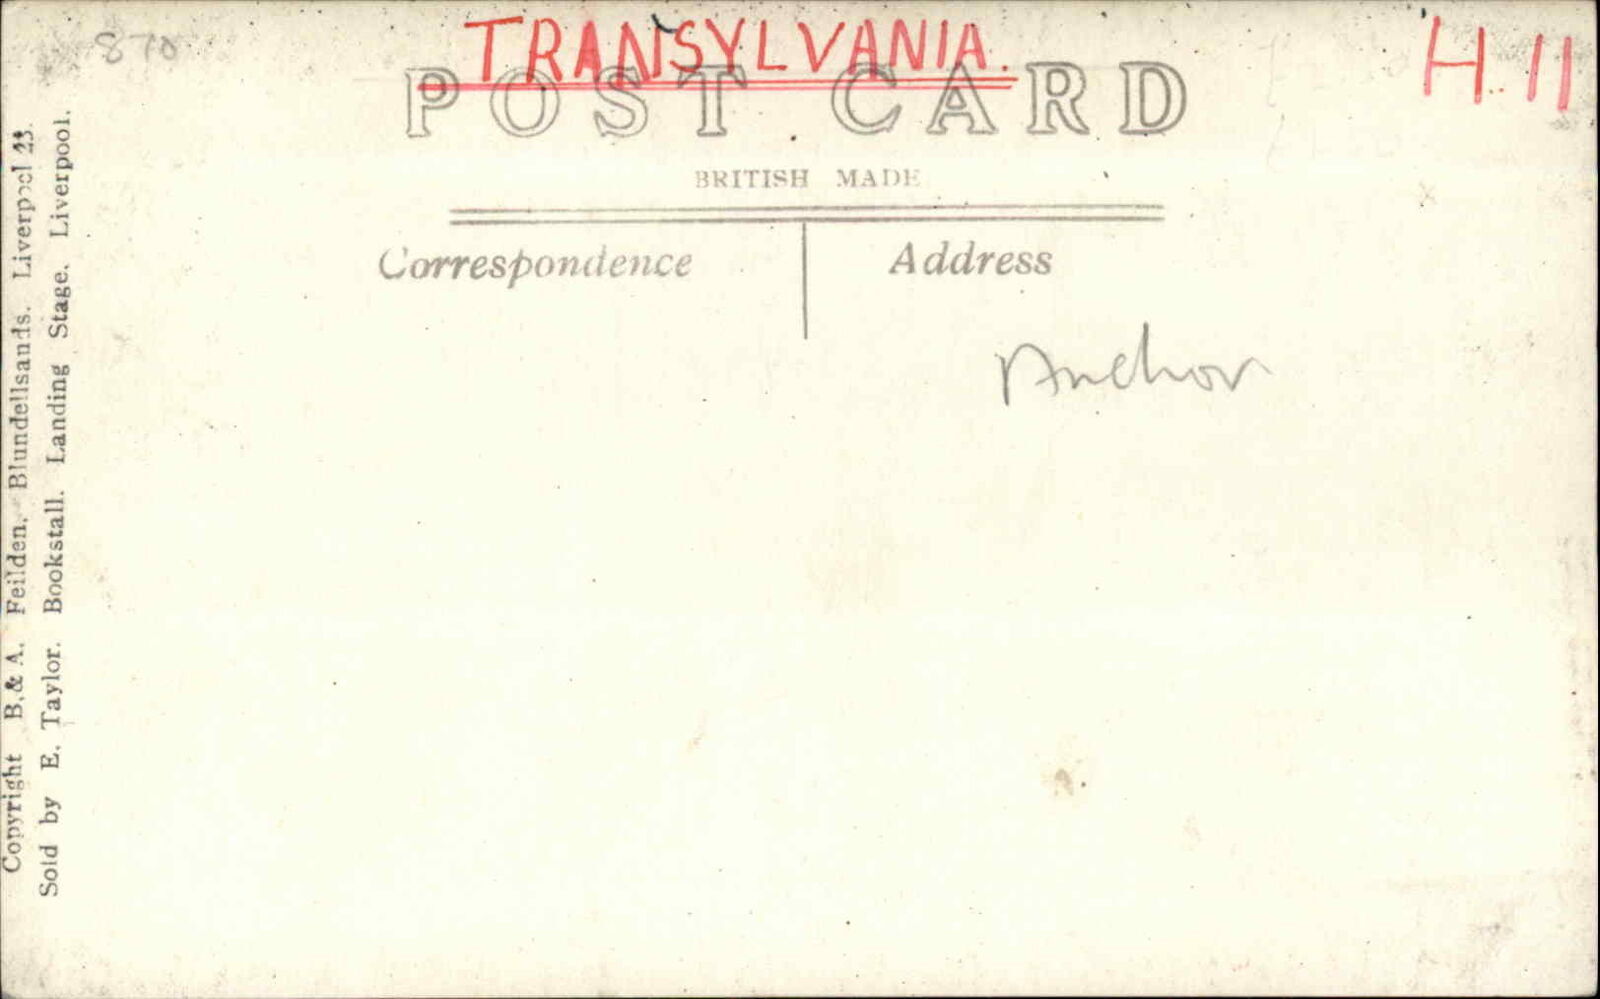 870
TRANSYLVANIA.
H.11
POST CARD
BRITISH MADE
Correspondence
Address
Anchor
Copyright B.& A. Feilden. Blundellsands. Liverpool 23.
Sold by E. Taylor. Bookstall. Landing Stage. Liverpool.